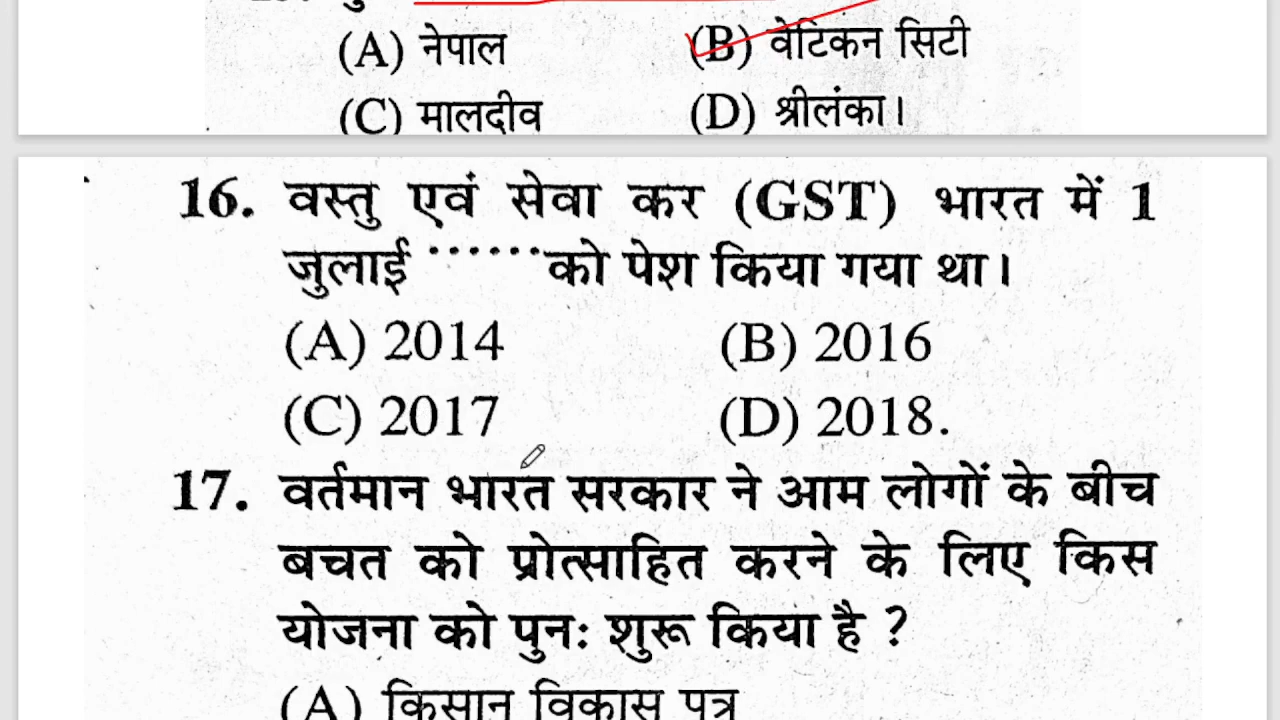 (A) नेपाल (B) वेटिकन सिटी
(C) मालदीव (D) श्रीलंका।
16. वस्तु एवं सेवा कर (GST) भारत में 1
जुलाई ······को पेश किया गया था।
(A) 2014 (B) 2016
(C) 2017 (D) 2018.
17. वर्तमान भारत सरकार ने आम लोगों के बीच
बचत को प्रोत्साहित करने के लिए किस
योजना को पुनः शुरू किया है ?
(A) किसान विकास पत्र